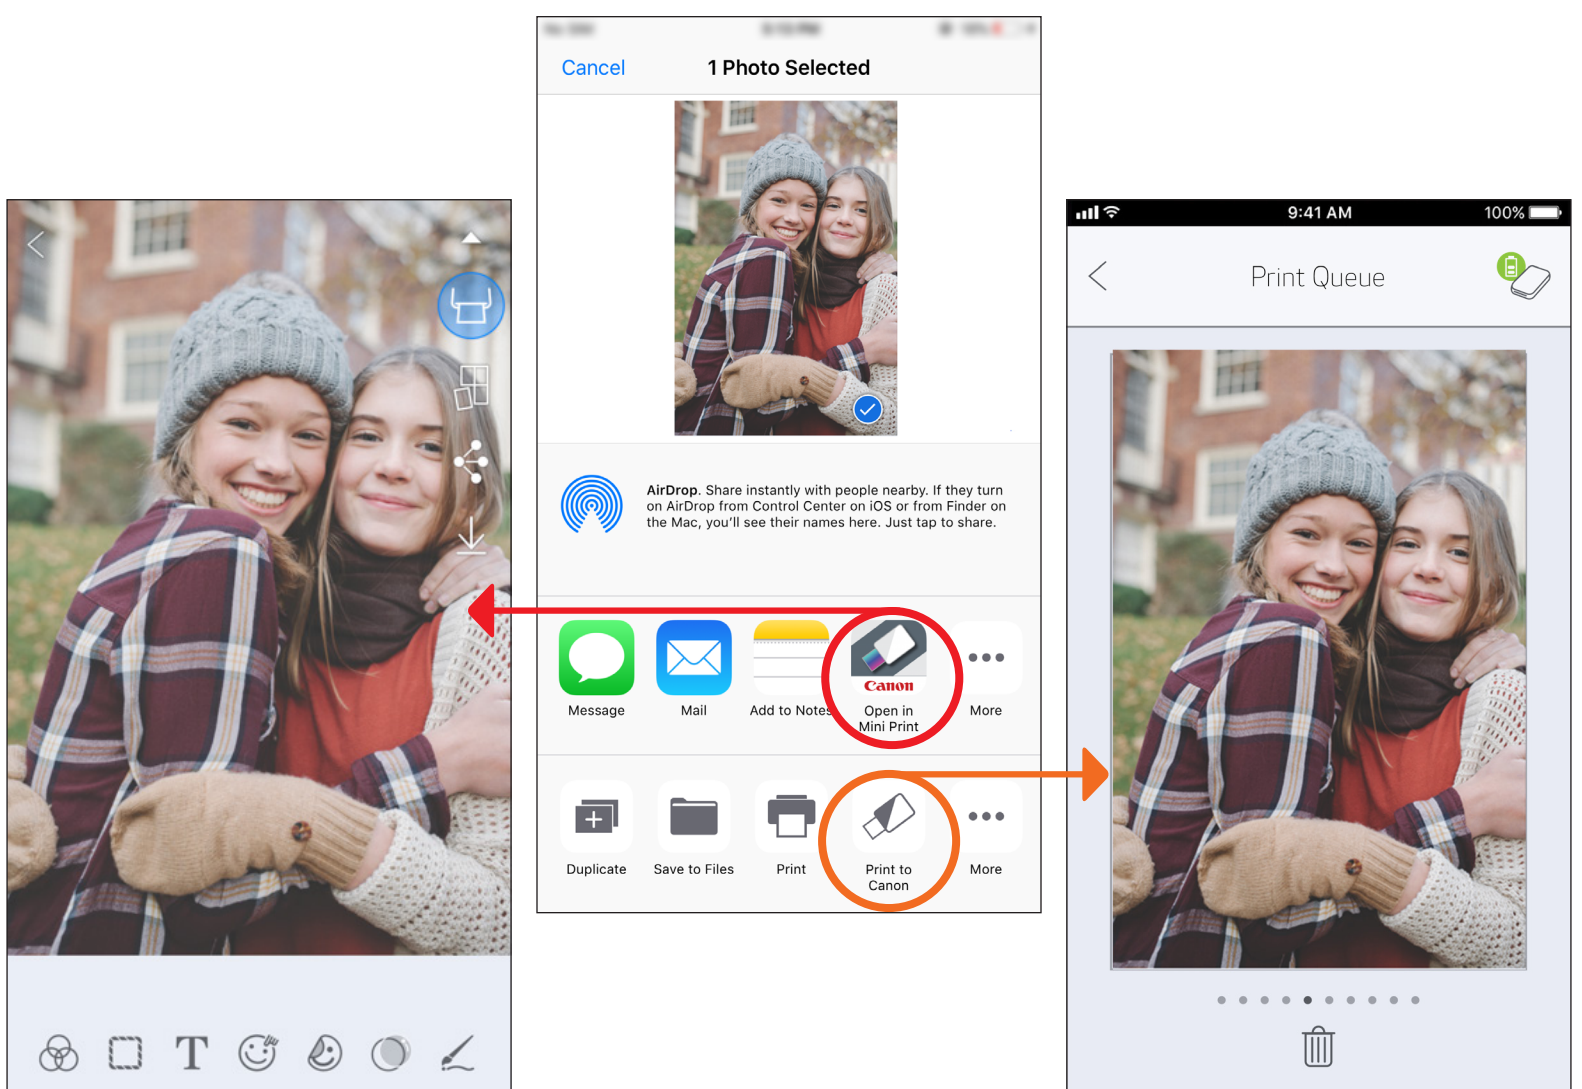 Cancel
1 Photo Selected
AirDrop. Share instantly with people nearby. If they turn
on AirDrop from Control Center on iOS or from Finder on
the Mac, you'll see their names here. Just tap to share.
Message
Mail
Add to Notes
Canon
Open in
Mini Print
More
Duplicate
Save to Files
Print
Print to
Canon
More
T
9:41 AM
100%
Print Queue